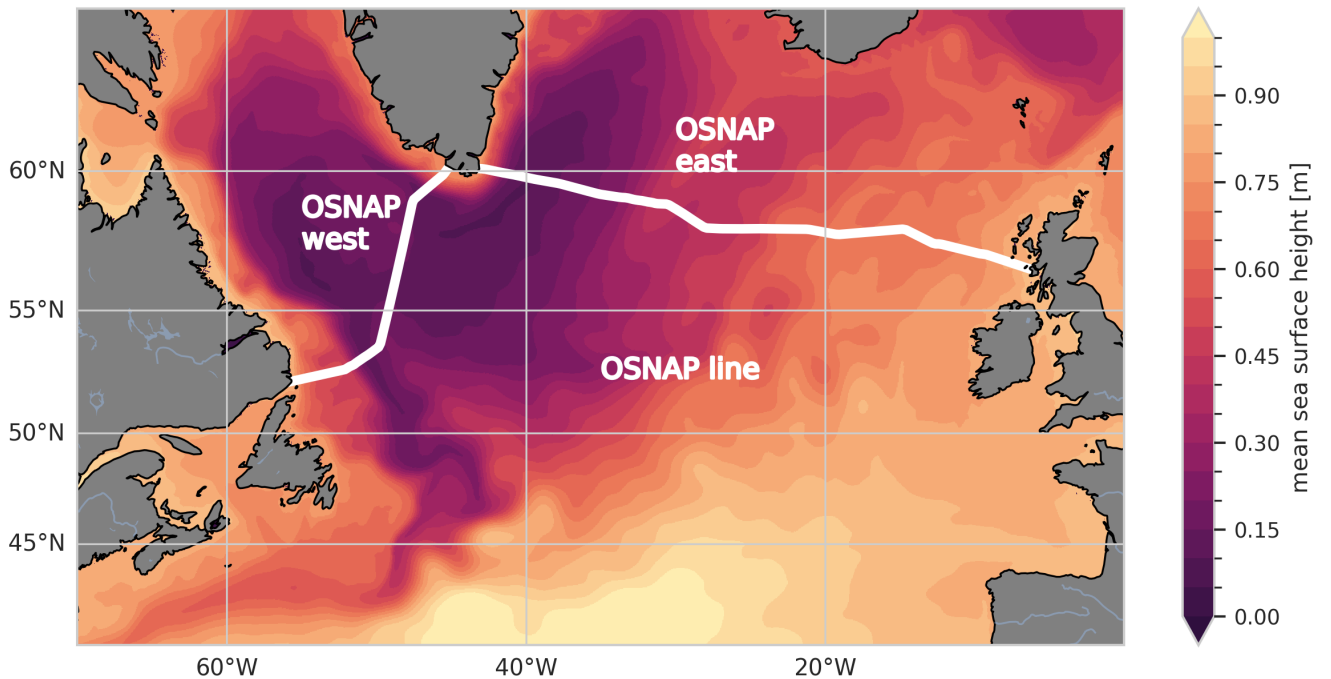 OSNAP
east
OSNAP
west
OSNAP line
60°N
55°N
50°N
45°N
60°W
40°W
20°W
0.90
0.75
0.60
0.45
0.30
0.15
0.00
mean sea surface height [m]